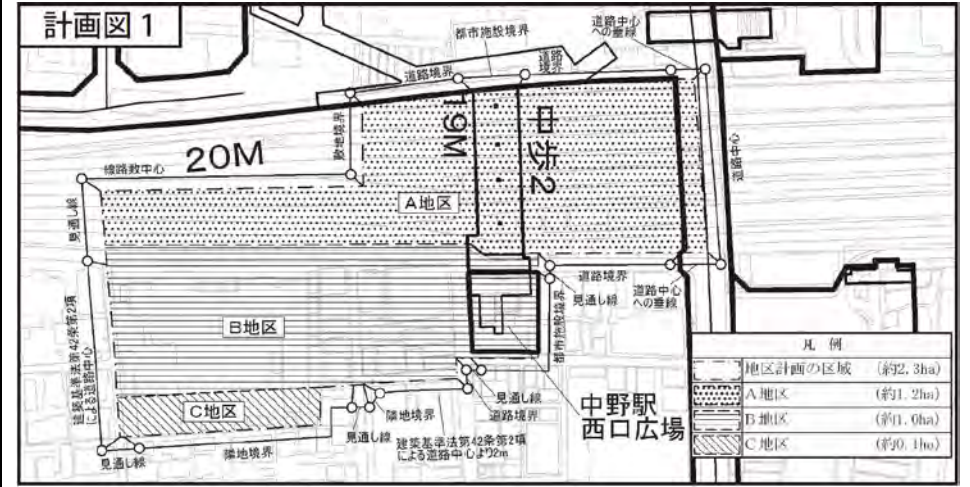 計画図1
都市施設境界
道路中心
への垂線
道路境界
道路
境界
敷地境界
19M
中歩2
20M
線路敷中心
道路中心
見通し線
A地区
道路境界
見通し線
道路中心
への垂線
都市施設境界
建築基準法第42条第2項
による道路中心
B地区
C地区
見通し線
隣地境界
見通し線
隣地境界
建築基準法第42条第2項
による道路中心より2m
見通し線
道路境界
中野駅
西口広場
凡 例
地区計画の区域 (約2.3ha)
A地区 (約1.2ha)
B地区 (約1.0ha)
C地区 (約0.1ha)